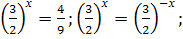 (3/2)^x = 4/9; (3/2)^x = (3/2)^{-x};